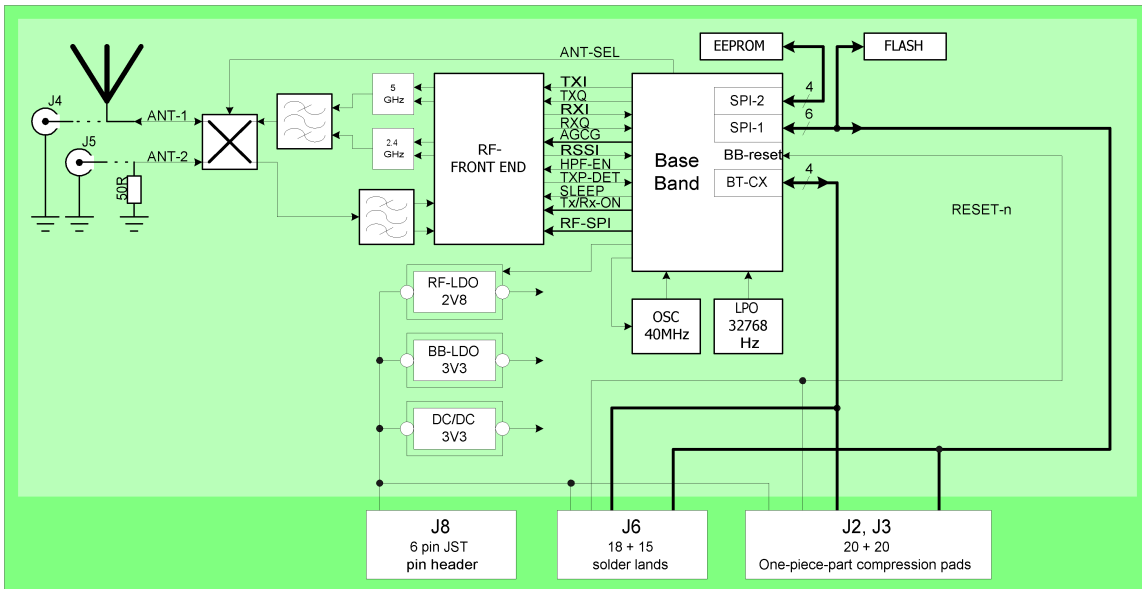 ANT-SEL
EEPROM
FLASH
J4
J5
ANT-1
ANT-2
50R
5
GHz
2.4
GHz
RF-
FRONT END
TXI
TXQ
RXI
RXQ
AGCG
RSSI
HPF-EN
TXP-DET
SLEEP
Tx/Rx-ON
RF-SPI
Base
Band
SPI-2
SPI-1
BB-reset
BT-CX
4
6
4
RESET-n
RF-LDO
2V8
OSC
40MHz
LPO
32768
Hz
BB-LDO
3V3
DC/DC
3V3
J8
6 pin JST
pin header
J6
18 + 15
solder lands
J2, J3
20 + 20
One-piece-part compression pads